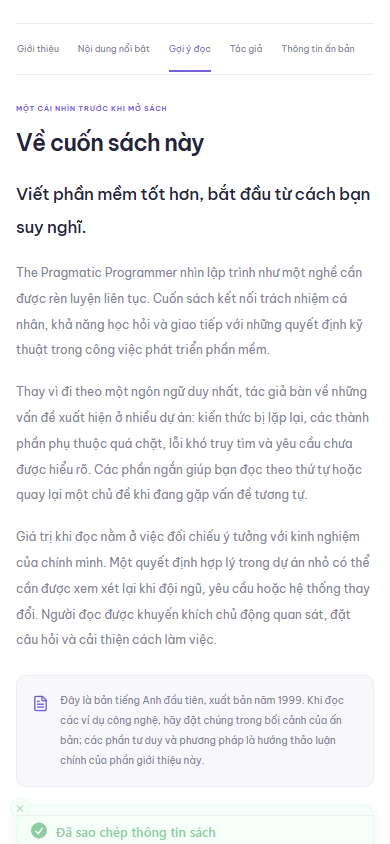 Giới thiệu Nội dung nổi bật Gợi ý đọc Tác giả Thông tin ấn bản
MỘT CÁI NHÌN TRƯỚC KHI MỞ SÁCH
Về cuốn sách này
Viết phần mềm tốt hơn, bắt đầu từ cách bạn
suy nghĩ.
The Pragmatic Programmer nhìn lập trình như một nghề cần
được rèn luyện liên tục. Cuốn sách kết nối trách nhiệm cá
nhân, khả năng học hỏi và giao tiếp với những quyết định kỹ
thuật trong công việc phát triển phần mềm.
Thay vì đi theo một ngôn ngữ duy nhất, tác giả bàn về những
vấn đề xuất hiện ở nhiều dự án: kiến thức bị lặp lại, các thành
phần phụ thuộc quá chặt, lỗi khó truy tìm và yêu cầu chưa
được hiểu rõ. Các phần ngắn giúp bạn đọc theo thứ tự hoặc
quay lại một chủ đề khi đang gặp vấn đề tương tự.
Giá trị khi đọc nằm ở việc đối chiếu ý tưởng với kinh nghiệm
của chính mình. Một quyết định hợp lý trong dự án nhỏ có thể
cần được xem xét lại khi đội ngũ, yêu cầu hoặc hệ thống thay
đổi. Người đọc được khuyến khích chủ động quan sát, đặt
câu hỏi và cải thiện cách làm việc.
Đây là bản tiếng Anh đầu tiên, xuất bản năm 1999. Khi đọc
các ví dụ công nghệ, hãy đặt chúng trong bối cảnh của ấn
bản; các phần tư duy và phương pháp là hướng thảo luận
chính của phần giới thiệu này.
Đã sao chép thông tin sách